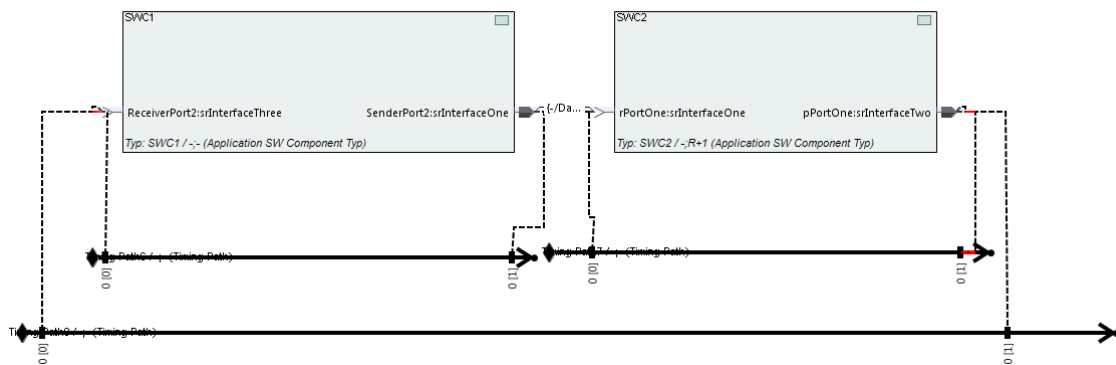 SWC1
SWC2
ReceiverPort2::srInterfaceThree
SenderPort2::srInterfaceOne
{-/Da...
rPortOne::srInterfaceOne
pPortOne::srInterfaceTwo
Typ: SWC1 / -;- (Application SW Component Typ)
Typ: SWC2 / -;R+1 (Application SW Component Typ)
(Timing Path)
(Timing Path)
0 [0]
0 [1]
0 [0]
0 [1]
(Timing Path)
0 [0]
0 [1]